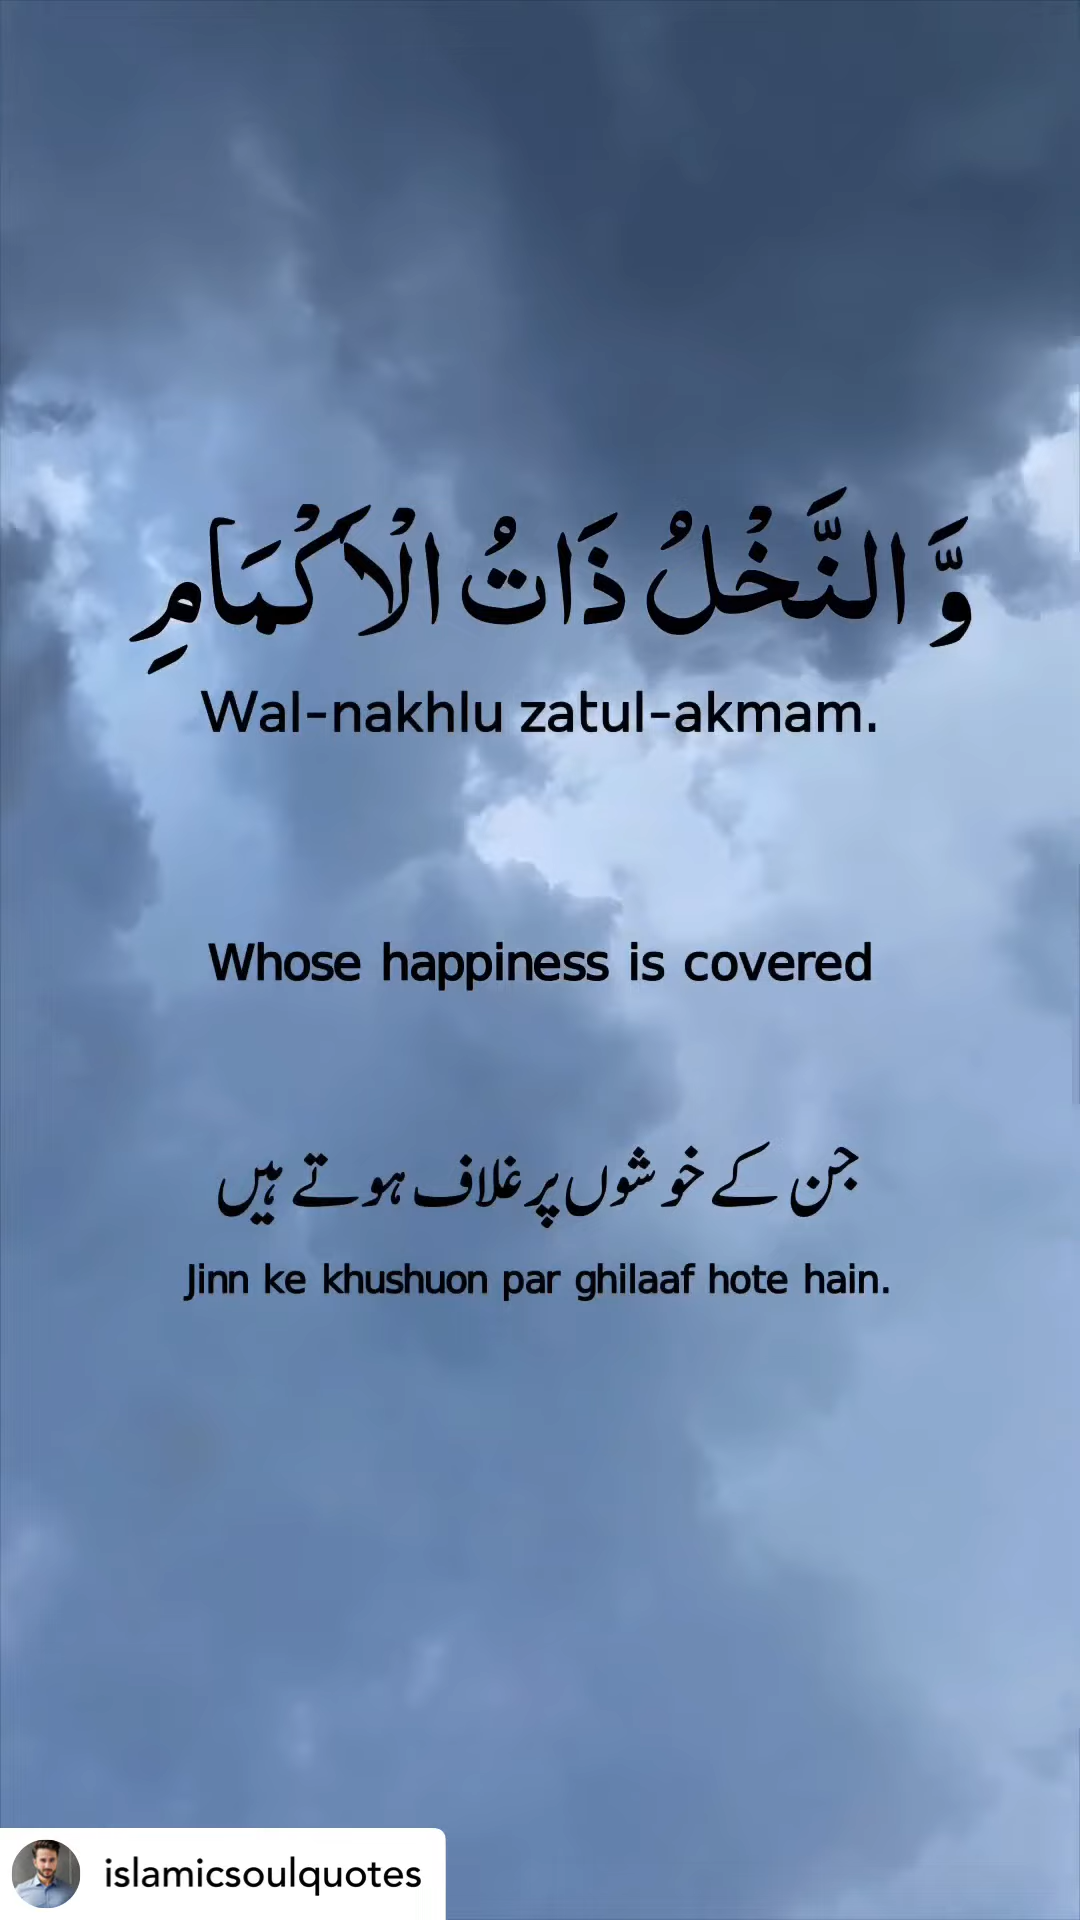 وَّ النَّخْلُ ذَاتُ الْاَكْمَامِ
Wal-nakhlu zatul-akmam.
Whose happiness is covered
جن کے خوشوں پر غلاف ہوتے ہیں
Jinn ke khushuon par ghilaaf hote hain.
islamicsoulquotes